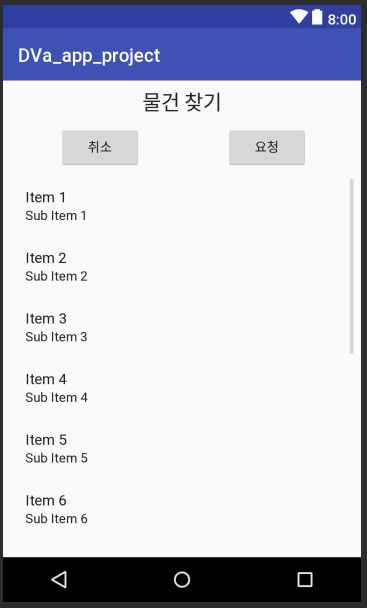 8:00
DVa_app_project
물건 찾기
취소 요청
Item 1
Sub Item 1
Item 2
Sub Item 2
Item 3
Sub Item 3
Item 4
Sub Item 4
Item 5
Sub Item 5
Item 6
Sub Item 6